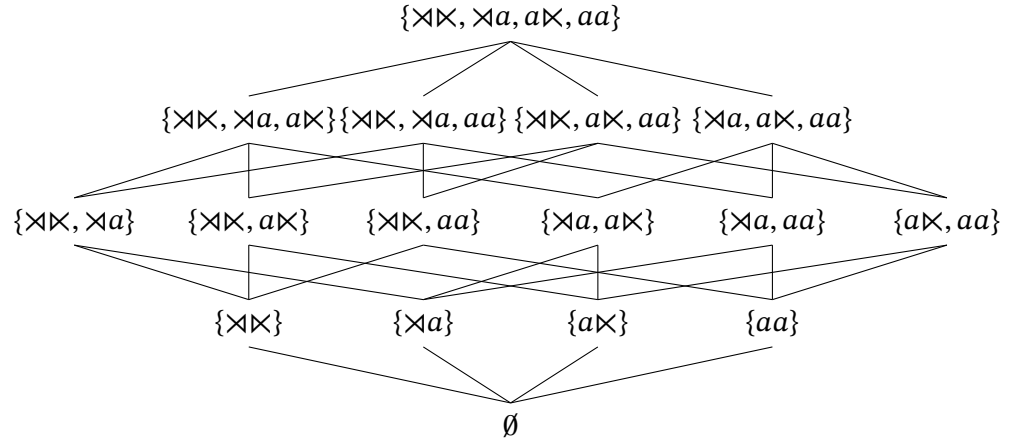 {⋊⋉, ⋊a, a⋉, aa}
{⋊⋉, ⋊a, a⋉} {⋊⋉, ⋊a, aa} {⋊⋉, a⋉, aa} {⋊a, a⋉, aa}
{⋊⋉, ⋊a} {⋊⋉, a⋉} {⋊⋉, aa} {⋊a, a⋉} {⋊a, aa} {a⋉, aa}
{⋊⋉} {⋊a} {a⋉} {aa}
∅